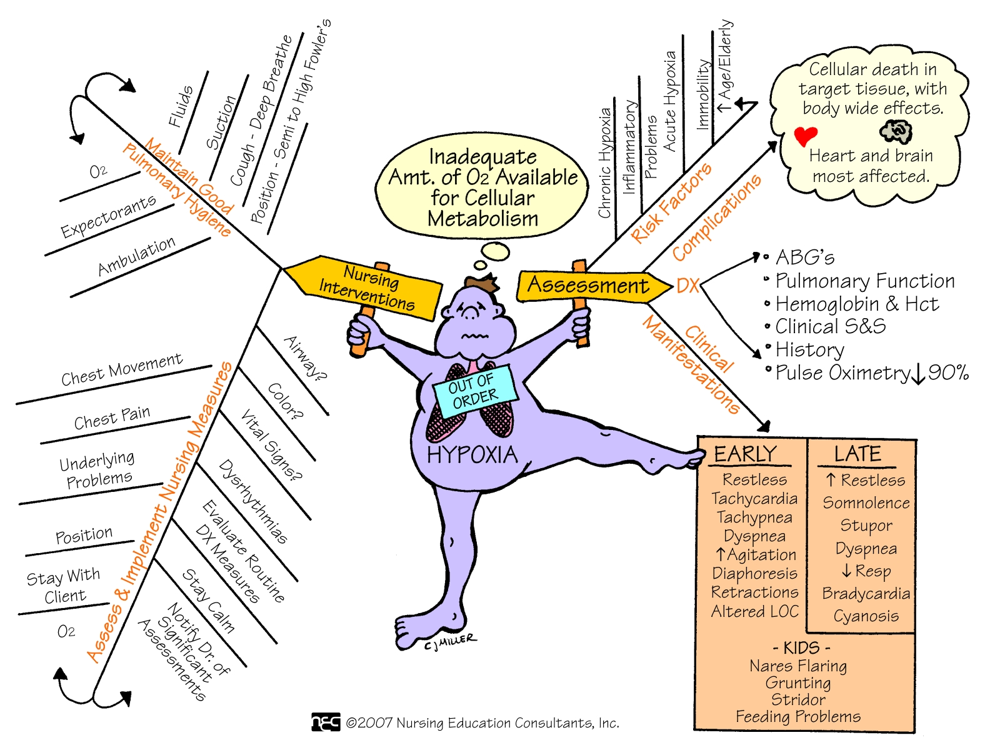 Inadequate
Amt. of O2 Available
for Cellular
Metabolism
Nursing
Interventions
Maintain Good
Pulmonary Hygiene
Fluids
Suction
Cough - Deep Breathe
Position - Semi to High Fowler's
O2
Expectorants
Ambulation
Assess & Implement Nursing Measures
Chest Movement
Chest Pain
Underlying
Problems
Position
Stay With
Client
O2
Airway?
Color?
Vital Signs?
Dysrhythmias
Evaluate Routine
DX Measures
Stay Calm
Notify Dr. of
Significant
Assessments
OUT OF
ORDER
HYPOXIA
CJ MILLER
Assessment
Risk Factors
Chronic Hypoxia
Inflammatory
Problems
Acute Hypoxia
Immobility
↑ Age/Elderly
Complications
Cellular death in
target tissue, with
body wide effects.
Heart and brain
most affected.
DX
• ABG's
• Pulmonary Function
• Hemoglobin & Hct
• Clinical S&S
• History
• Pulse Oximetry↓90%
Clinical
Manifestations
EARLY
Restless
Tachycardia
Tachypnea
Dyspnea
↑Agitation
Diaphoresis
Retractions
Altered LOC
LATE
↑ Restless
Somnolence
Stupor
Dyspnea
↓ Resp
Bradycardia
Cyanosis
- KIDS -
Nares Flaring
Grunting
Stridor
Feeding Problems
nec ©2007 Nursing Education Consultants, Inc.